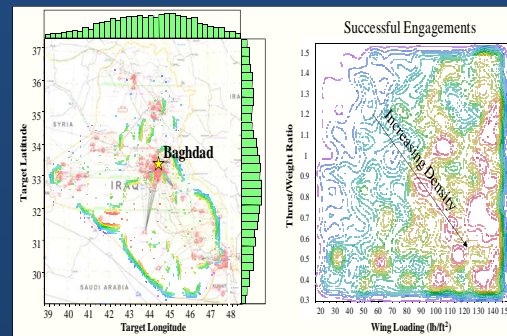 Successful Engagements
37
36
35
34
33
32
31
30
Target Latitude
SYRIA
IRAQ
SAUDI ARABIA
IRA
Baghdad
39 40 41 42 43 44 45 46 47 48
Target Longitude
1.5
1.4
1.3
1.2
1.1
1
0.9
0.8
0.7
0.6
0.5
0.4
0.3
Thrust/Weight Ratio
Increasing Density
20 30 40 50 60 70 80 90 100 110 120 130 140 15
Wing Loading (lb/ft²)